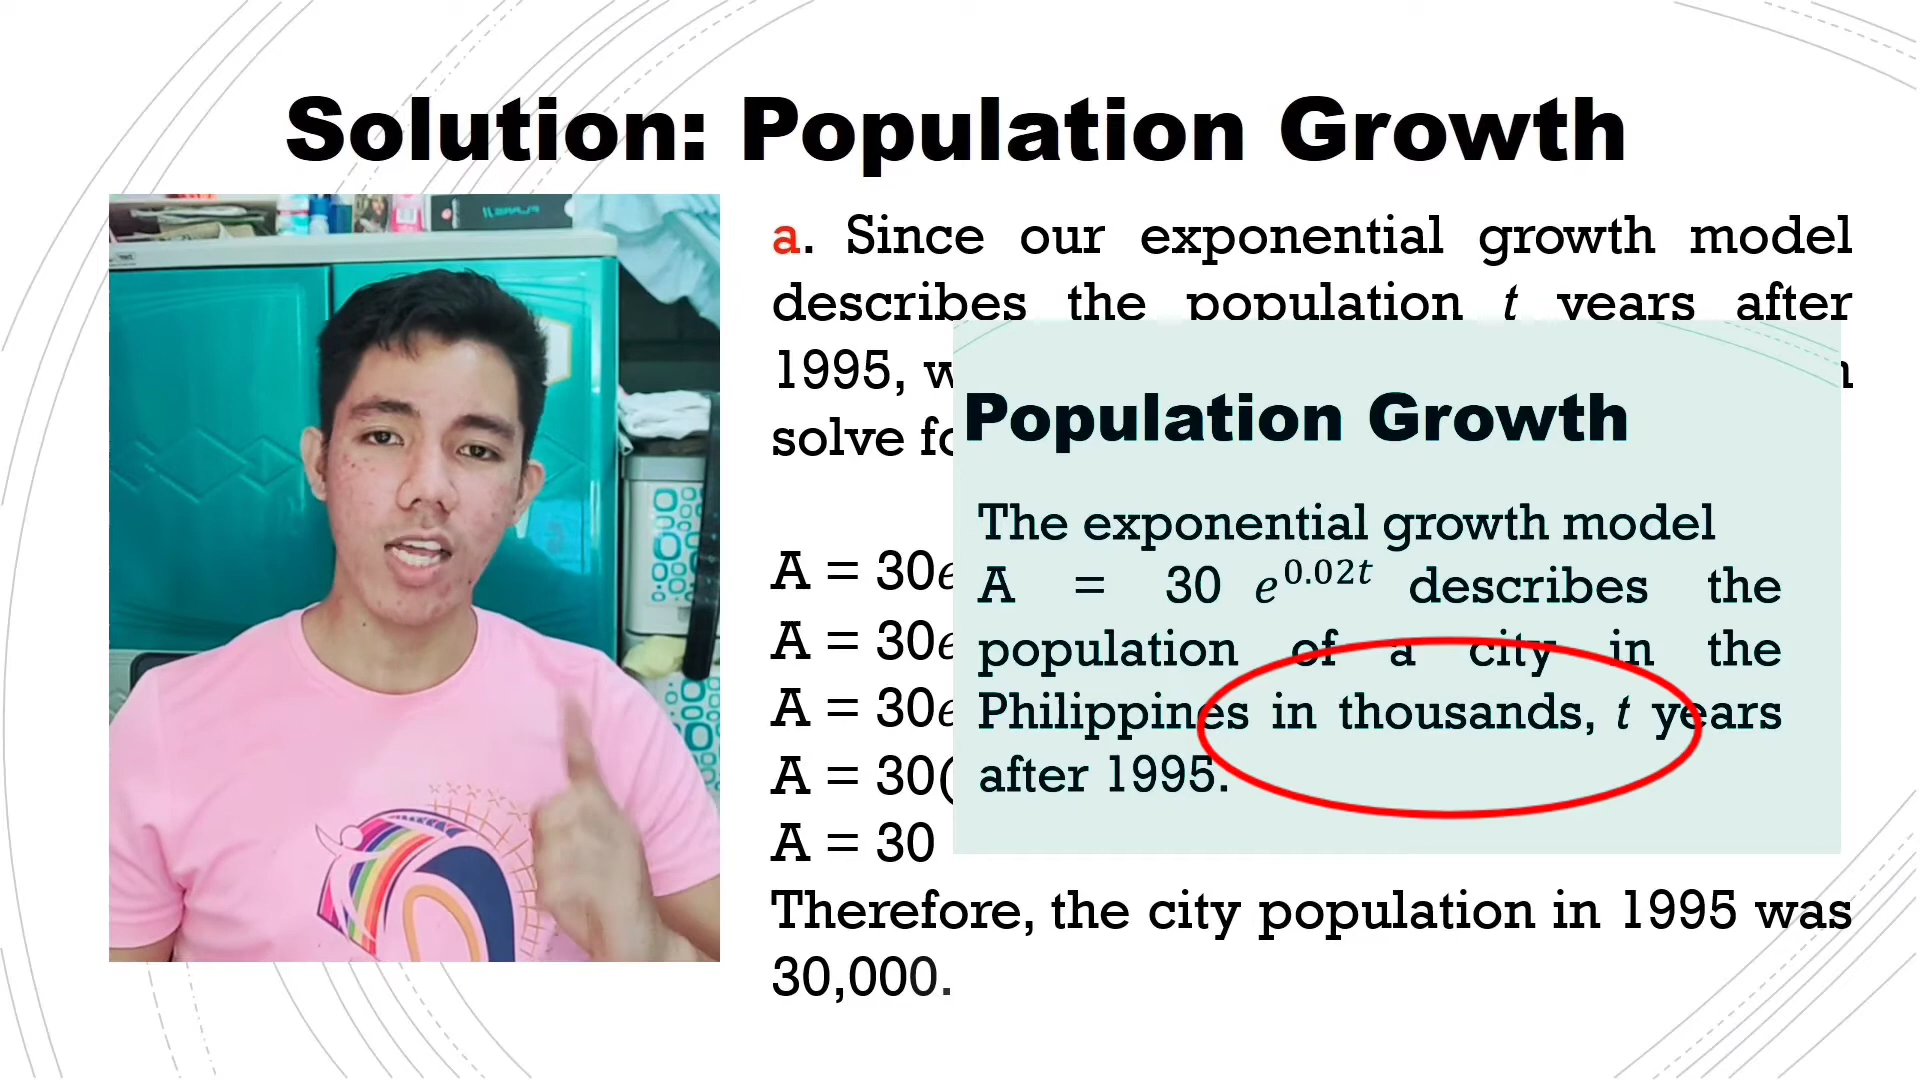 Solution: Population Growth
a. Since our exponential growth model
describes the population t years after
1995,
solve
A = 30e
A = 30e
A = 30e
A = 30(
A = 30
Therefore, the city population in 1995 was
30,000.
Population Growth
The exponential growth model
A = 30 e^{0.02t} describes the
population of a city in the
Philippines in thousands, t years
after 1995.